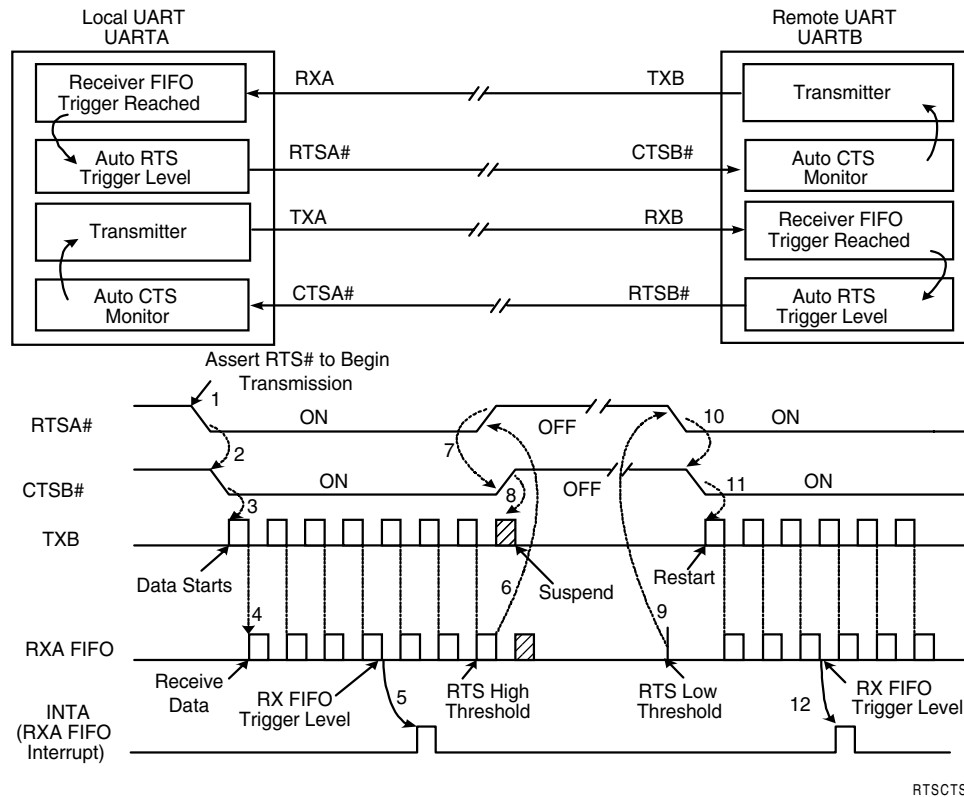 Local UART
UARTA
Remote UART
UARTB
Receiver FIFO
Trigger Reached
RXA
TXB
Transmitter
Auto RTS
Trigger Level
RTSA#
CTSB#
Auto CTS
Monitor
Transmitter
TXA
RXB
Receiver FIFO
Trigger Reached
Auto CTS
Monitor
CTSA#
RTSB#
Auto RTS
Trigger Level
Assert RTS# to Begin
Transmission
RTSA#
1
ON
OFF
10
ON
2
7
CTSB#
ON
8
OFF
11
ON
3
TXB
Data Starts
6
Suspend
Restart
4
9
RXA FIFO
Receive
Data
RX FIFO
Trigger Level
5
RTS High
Threshold
RTS Low
Threshold
12
RX FIFO
Trigger Level
INTA
(RXA FIFO
Interrupt)
RTSCTS